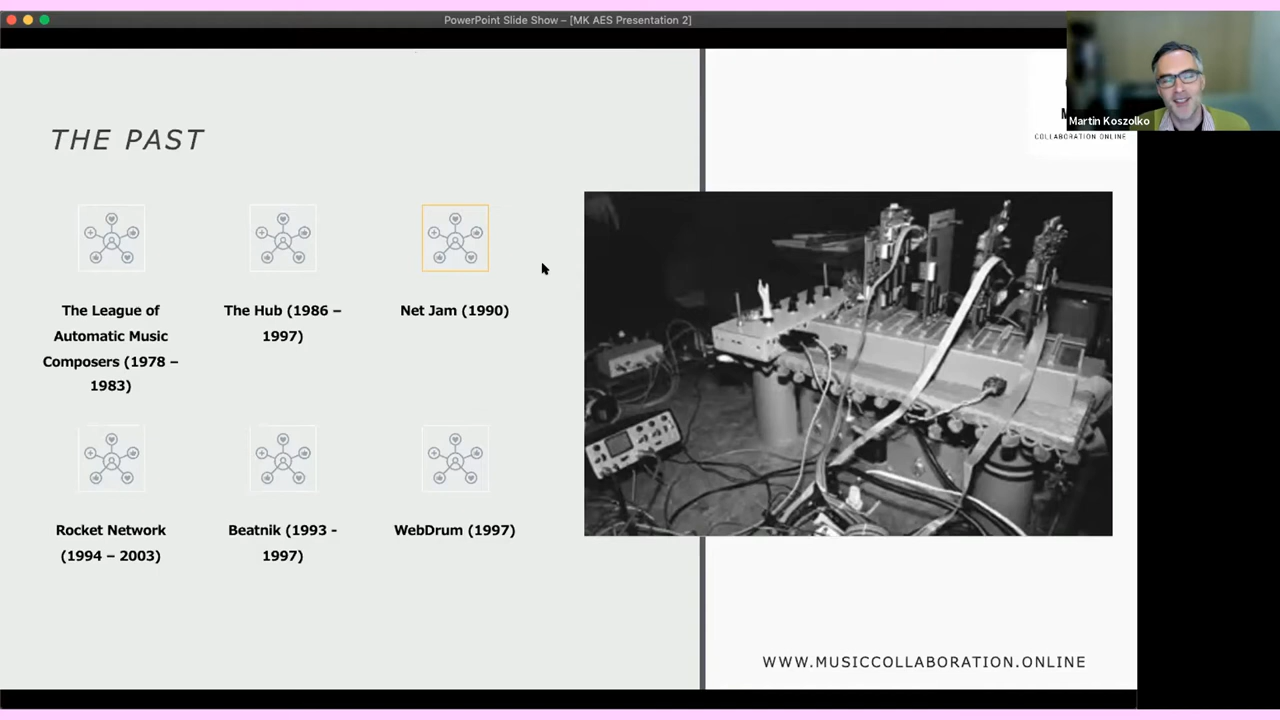 PowerPoint Slide Show – [MK AES Presentation 2]
Martin Koszolko
COLLABORATION ONLINE
THE PAST
The League of
Automatic Music
Composers (1978 –
1983)
The Hub (1986 –
1997)
Net Jam (1990)
Rocket Network
(1994 – 2003)
Beatnik (1993 -
1997)
WebDrum (1997)
WWW.MUSICCOLLABORATION.ONLINE